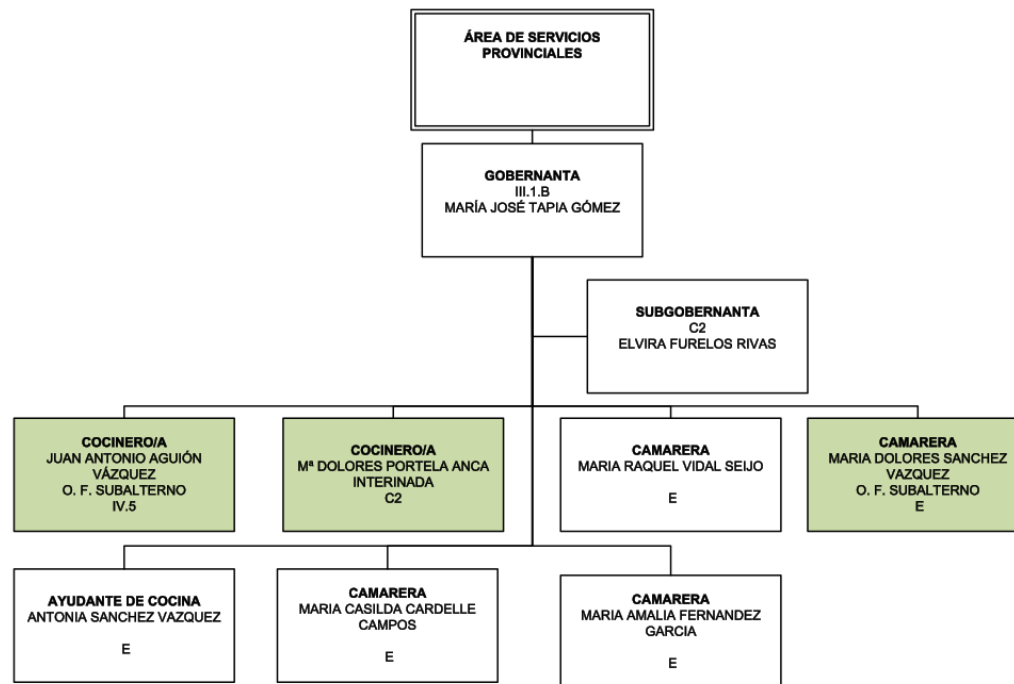 ÁREA DE SERVICIOS
PROVINCIALES
GOBERNANTA
III.1.B
MARÍA JOSÉ TAPIA GÓMEZ
SUBGOBERNANTA
C2
ELVIRA FURELOS RIVAS
COCINERO/A
JUAN ANTONIO AGUIÓN
VÁZQUEZ
O. F. SUBALTERNO
IV.5
COCINERO/A
Mª DOLORES PORTELA ANCA
INTERINADA
C2
CAMARERA
MARIA RAQUEL VIDAL SEIJO
E
CAMARERA
MARIA DOLORES SANCHEZ
VAZQUEZ
O. F. SUBALTERNO
E
AYUDANTE DE COCINA
ANTONIA SANCHEZ VAZQUEZ
E
CAMARERA
MARIA CASILDA CARDELLE
CAMPOS
E
CAMARERA
MARIA AMALIA FERNANDEZ
GARCIA
E